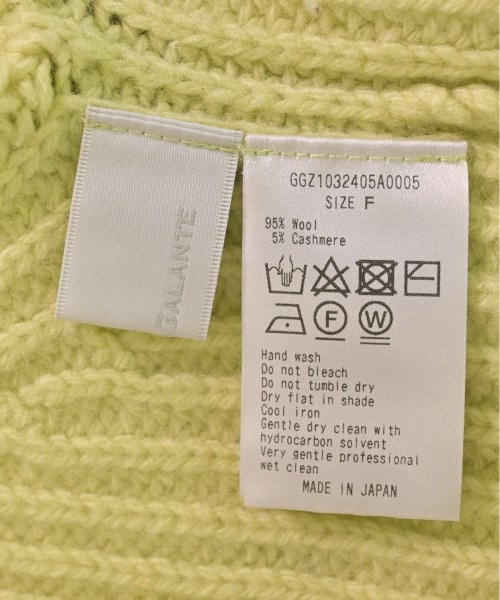 GALANTE
GGZ1032405A0005
SIZE F
95% Wool
5% Cashmere
F
W
Hand wash
Do not bleach
Do not tumble dry
Dry flat in shade
Cool iron
Gentle dry clean with
hydrocarbon solvent
Very gentle professional
wet clean
MADE IN JAPAN